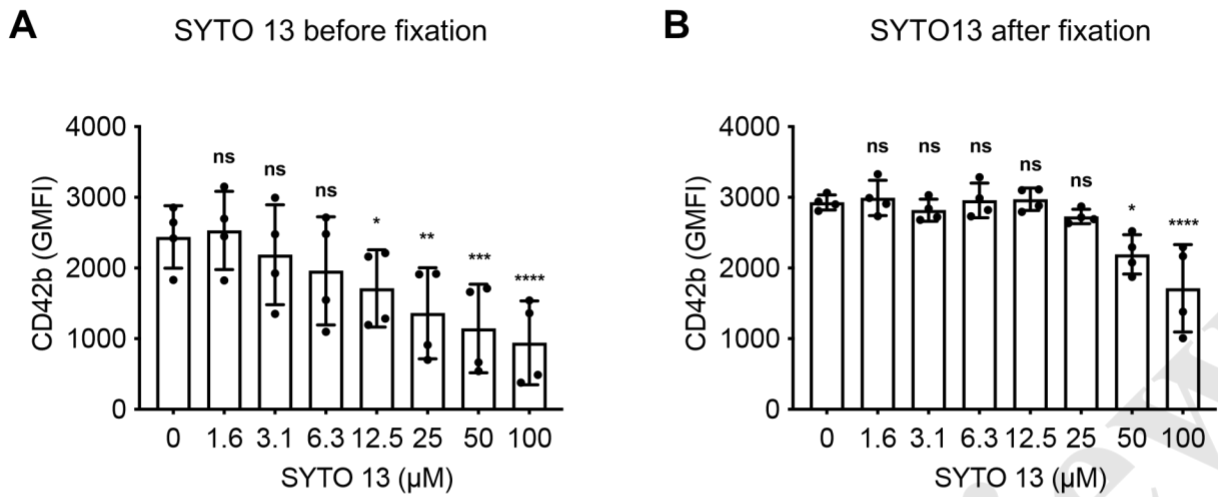 A
SYTO 13 before fixation
4000
3000
2000
1000
0
CD42b (GMFI)
ns
ns
ns
*
**
***
****
0 1.6 3.1 6.3 12.5 25 50 100
SYTO 13 (µM)
B
SYTO13 after fixation
4000
3000
2000
1000
0
CD42b (GMFI)
ns
ns
ns
ns
ns
*
****
0 1.6 3.1 6.3 12.5 25 50 100
SYTO 13 (µM)